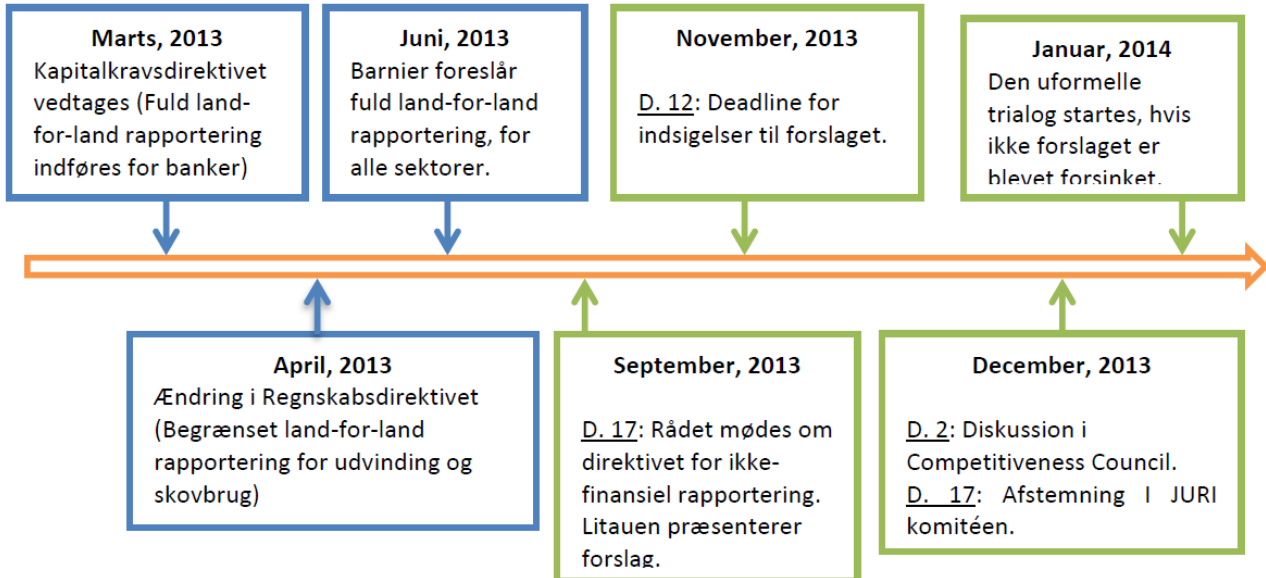 Marts, 2013
Kapitalkravsdirektivet
vedtages (Fuld land-
for-land rapportering
indføres for banker)
Juni, 2013
Barnier foreslår
fuld land-for-land
rapportering, for
alle sektorer.
November, 2013
D. 12: Deadline for
indsigelser til forslaget.
Januar, 2014
Den uformelle
trialog startes, hvis
ikke forslaget er
blevet forsinket.
April, 2013
Ændring i Regnskabsdirektivet
(Begrænset land-for-land
rapportering for udvinding og
skovbrug)
September, 2013
D. 17: Rådet mødes om
direktivet for ikke-
finansiel rapportering.
Litauen præsenterer
forslag.
December, 2013
D. 2: Diskussion i
Competitiveness Council.
D. 17: Afstemning I JURI
komitéen.